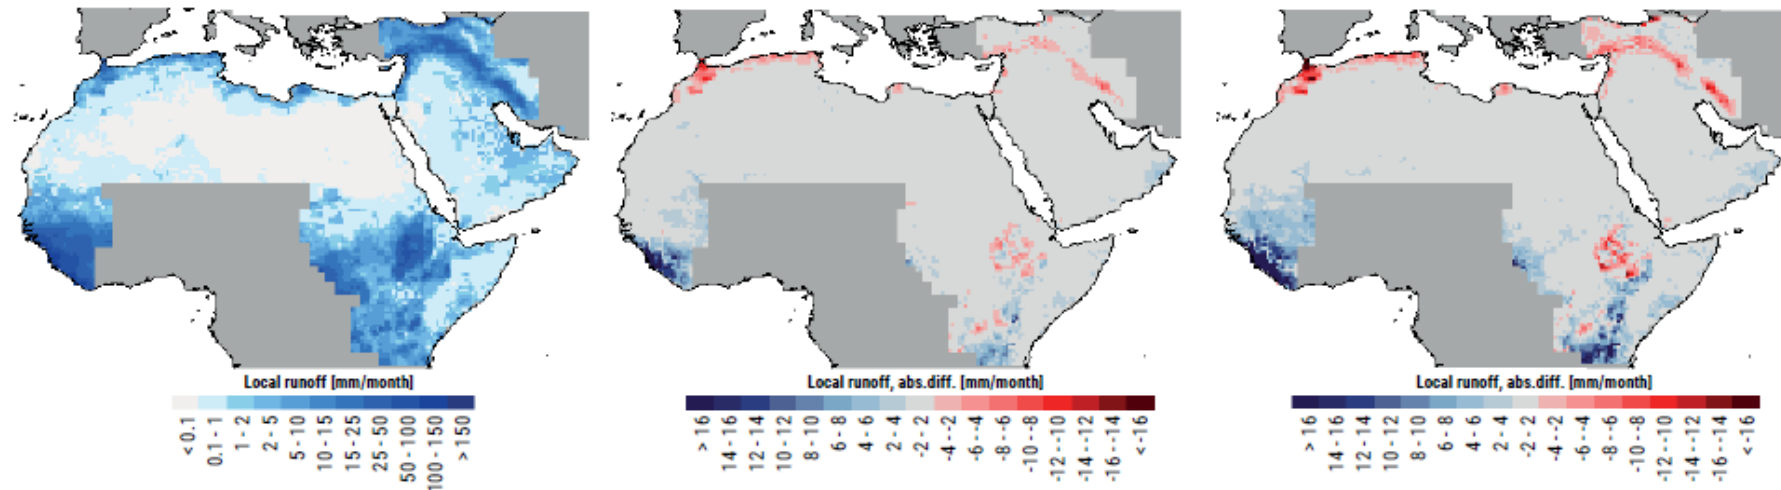 Local runoff [mm/month]
< 0.1
0.1 - 1
1 - 2
2 - 5
5 - 10
10 - 15
15 - 25
25 - 50
50 - 100
100 - 150
> 150
Local runoff, abs.diff. [mm/month]
> 16
14 - 16
12 - 14
10 - 12
8 - 10
6 - 8
4 - 6
2 - 4
-2 - 2
-4 - -2
-6 - -4
-8 - -6
-10 - -8
-12 - -10
-14 - -12
-16 - -14
< -16
Local runoff, abs.diff. [mm/month]
> 16
14 - 16
12 - 14
10 - 12
8 - 10
6 - 8
4 - 6
2 - 4
-2 - 2
-4 - -2
-6 - -4
-8 - -6
-10 - -8
-12 - -10
-14 - -12
-16 - -14
< -16